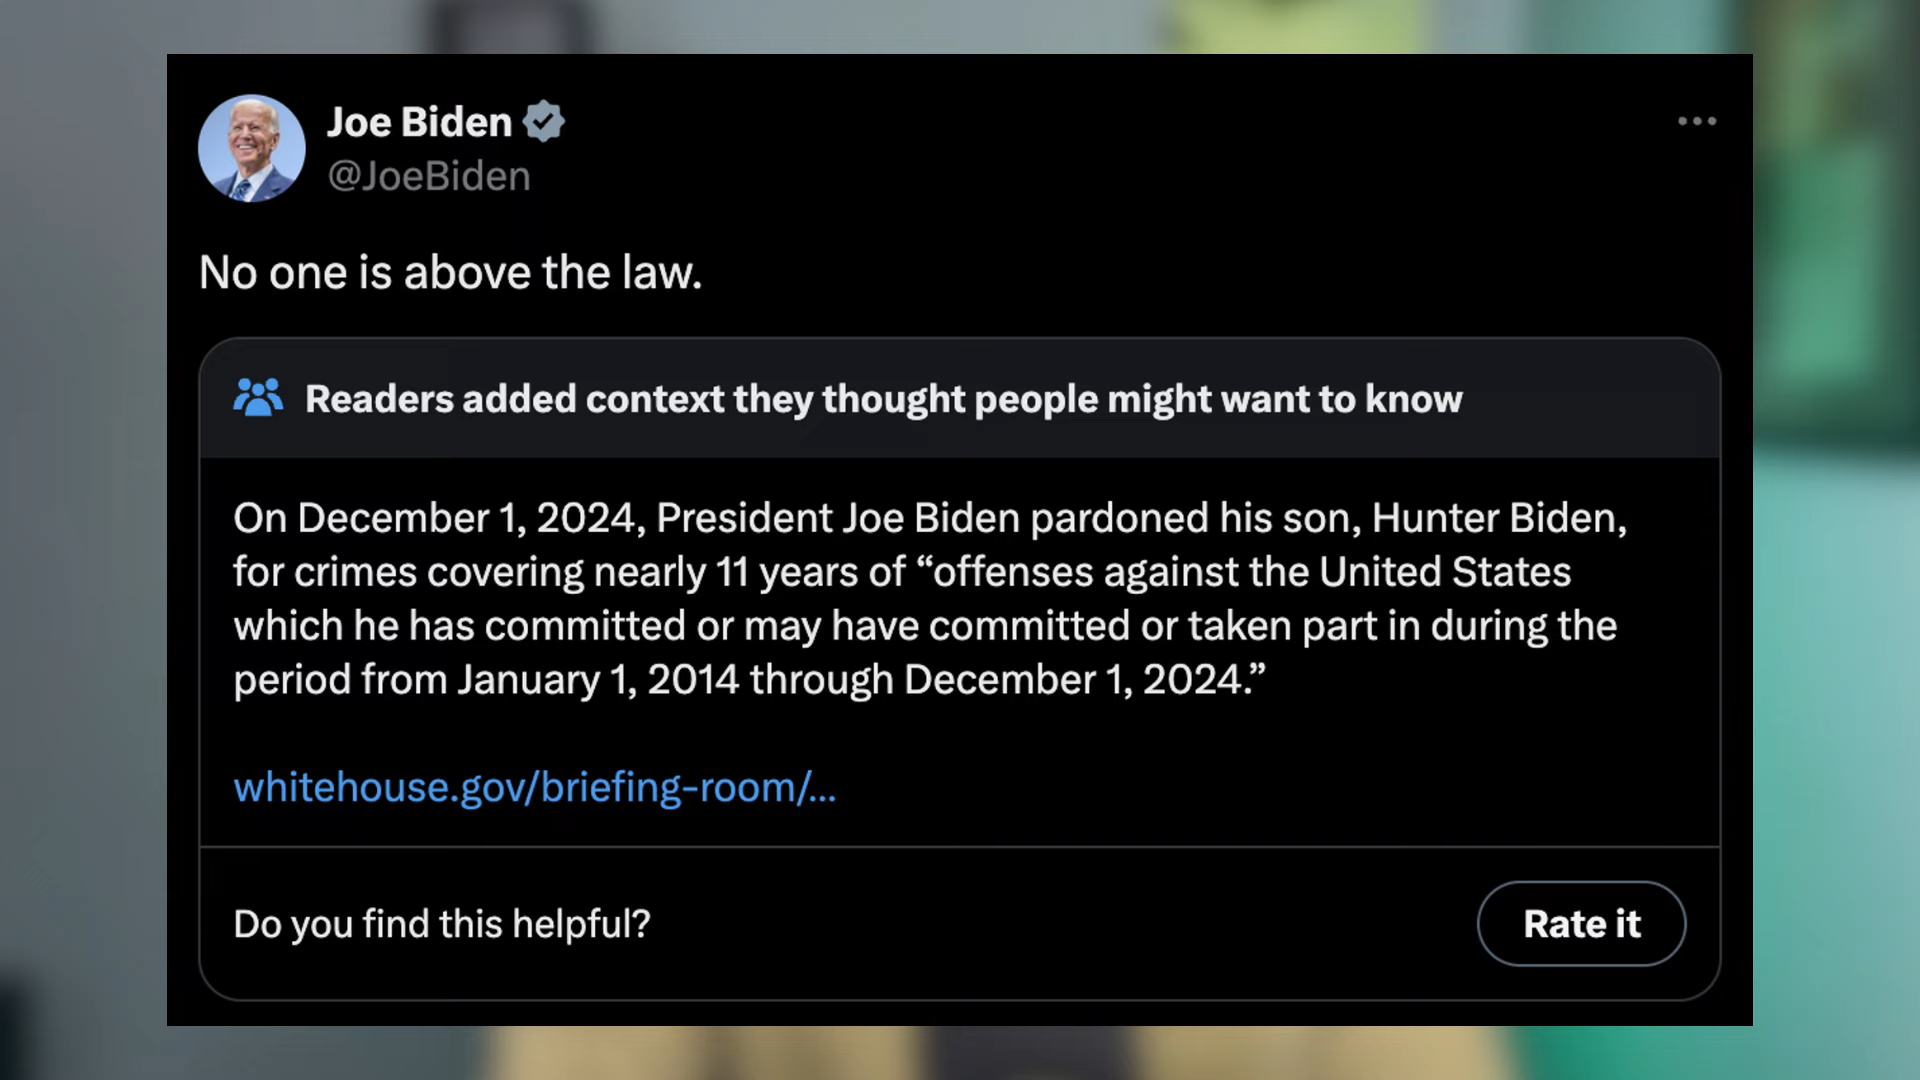 Joe Biden
@JoeBiden
No one is above the law.
Readers added context they thought people might want to know
On December 1, 2024, President Joe Biden pardoned his son, Hunter Biden,
for crimes covering nearly 11 years of “offenses against the United States
which he has committed or may have committed or taken part in during the
period from January 1, 2014 through December 1, 2024.”
whitehouse.gov/briefing-room/...
Do you find this helpful?
Rate it